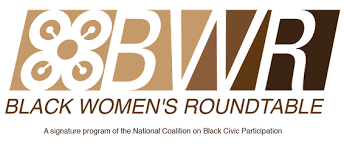 BWR
BLACK WOMEN'S ROUNDTABLE
A signature program of the National Coalition on Black Civic Participation